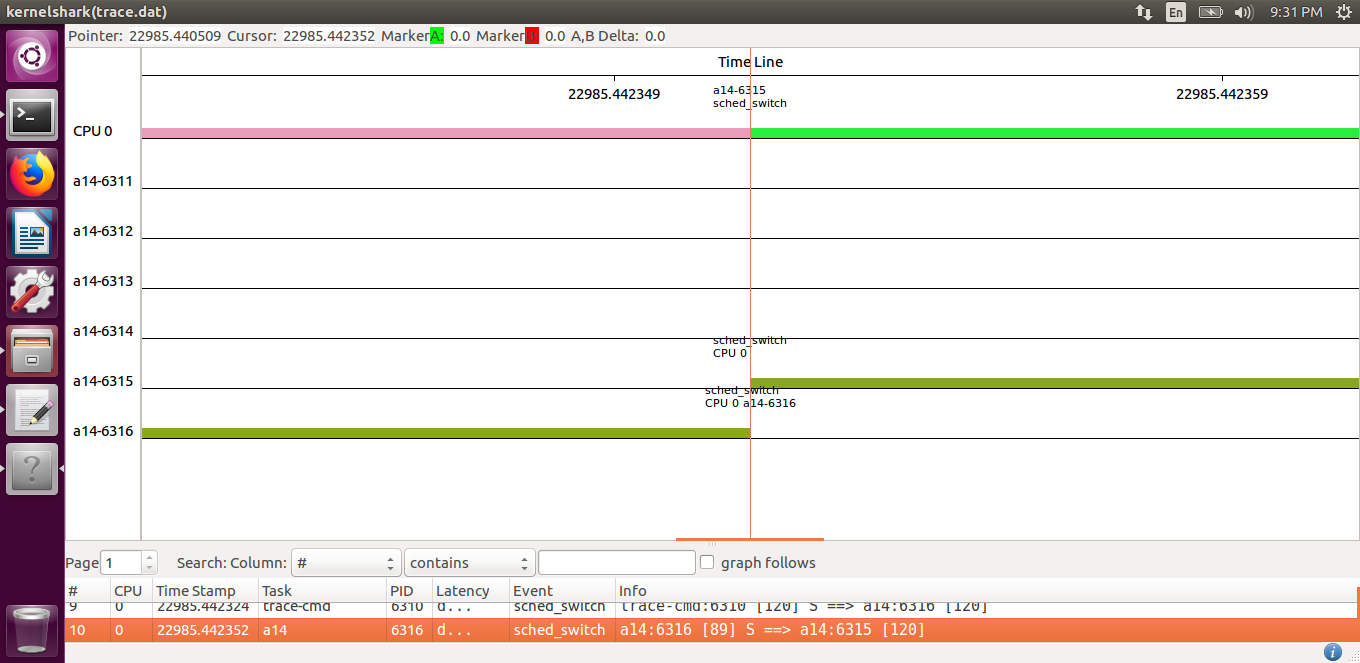 kernelshark(trace.dat) En 9:31 PM
Pointer: 22985.440509 Cursor: 22985.442352 Marker A: 0.0 Marker B: 0.0 A,B Delta: 0.0
Time Line
22985.442349 22985.442359
a14-6315
sched_switch
CPU 0
a14-6311
a14-6312
a14-6313
a14-6314
sched_switch
CPU 0
a14-6315
sched_switch
CPU 0 a14-6316
a14-6316
Page 1 Search: Column: # contains graph follows
# CPU Time Stamp Task PID Latency Event Info
9 0 22985.442324 trace-cmd 6310 d... sched_switch trace-cmd:6310 [120] S ==> a14:6316 [120]
10 0 22985.442352 a14 6316 d... sched_switch a14:6316 [89] S ==> a14:6315 [120]